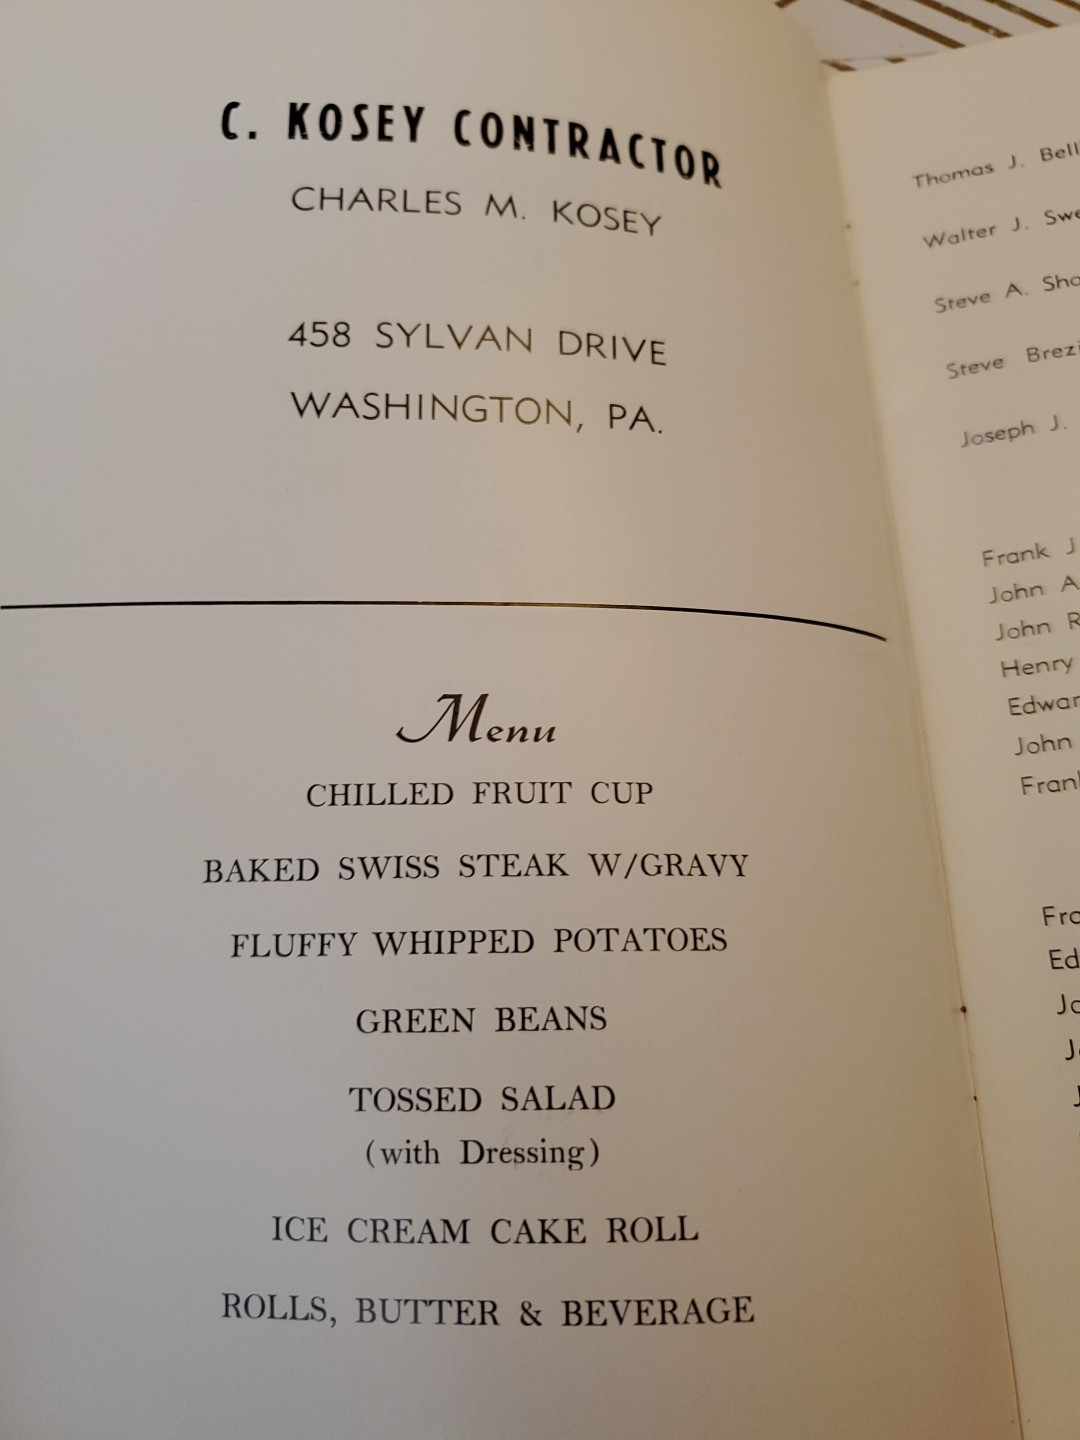 C. KOSEY CONTRACTOR
CHARLES M. KOSEY
458 SYLVAN DRIVE
WASHINGTON, PA.
Menu
CHILLED FRUIT CUP
BAKED SWISS STEAK W/GRAVY
FLUFFY WHIPPED POTATOES
GREEN BEANS
TOSSED SALAD
(with Dressing)
ICE CREAM CAKE ROLL
ROLLS, BUTTER & BEVERAGE
Thomas J.
Walter J.
Steve A.
Steve
Joseph J.
Frank J
John A
John R
Henry
John